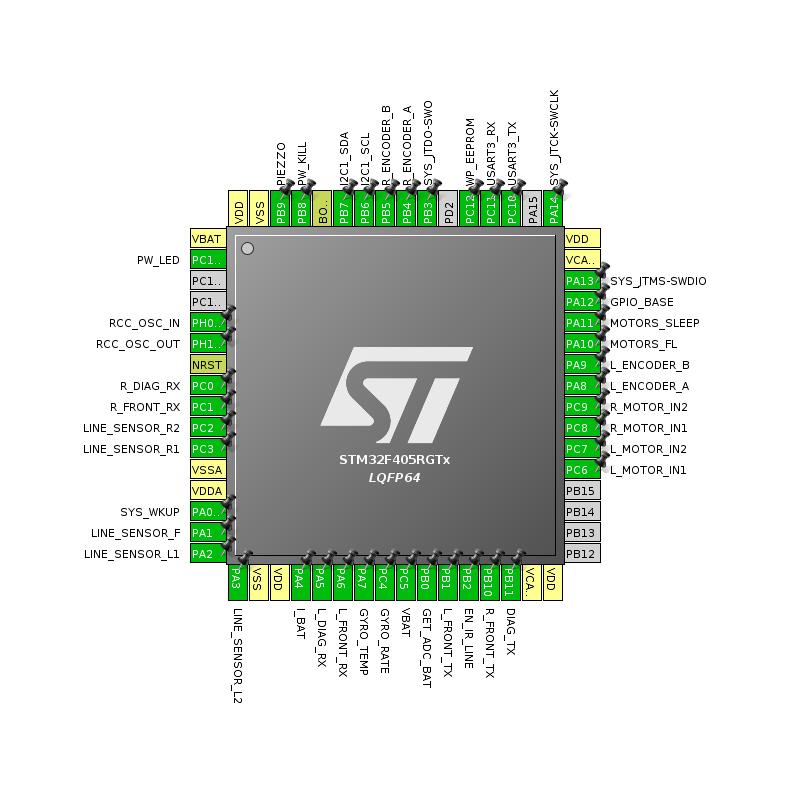 PIEZZO
PW_KILL
I2C1_SDA
I2C1_SCL
R_ENCODER_B
R_ENCODER_A
SYS_JTDO-SWO
WP_EEPROM
USART3_RX
USART3_TX
SYS_JTCK-SWCLK
VDD
VSS
PB9
PB8
BO..
PB7
PB6
PB5
PB4
PB3
PD2
PC12
PC11
PC10
PA15
PA14
VBAT
PW_LED PC1..
PC1..
PC1..
RCC_OSC_IN PH0..
RCC_OSC_OUT PH1..
NRST
R_DIAG_RX PC0
R_FRONT_RX PC1
LINE_SENSOR_R2 PC2
LINE_SENSOR_R1 PC3
VSSA
VDDA
SYS_WKUP PA0..
LINE_SENSOR_F PA1
LINE_SENSOR_L1 PA2
VDD
VCA..
PA13 SYS_JTMS-SWDIO
PA12 GPIO_BASE
PA11 MOTORS_SLEEP
PA10 MOTORS_FL
PA9 L_ENCODER_B
PA8 L_ENCODER_A
PC9 R_MOTOR_IN2
PC8 R_MOTOR_IN1
PC7 L_MOTOR_IN2
PC6 L_MOTOR_IN1
PB15
PB14
PB13
PB12
ST
STM32F405RGTx
LQFP64
PA3
VSS
VDD
PA4
PA5
PA6
PA7
PC4
PC5
PB0
PB1
PB2
PB10
PB11
VCA..
VDD
LINE_SENSOR_L2
I_BAT
L_DIAG_RX
L_FRONT_RX
GYRO_TEMP
GYRO_RATE
VBAT
GET_ADC_BAT
L_FRONT_TX
EN_IR_LINE
R_FRONT_TX
DIAG_TX